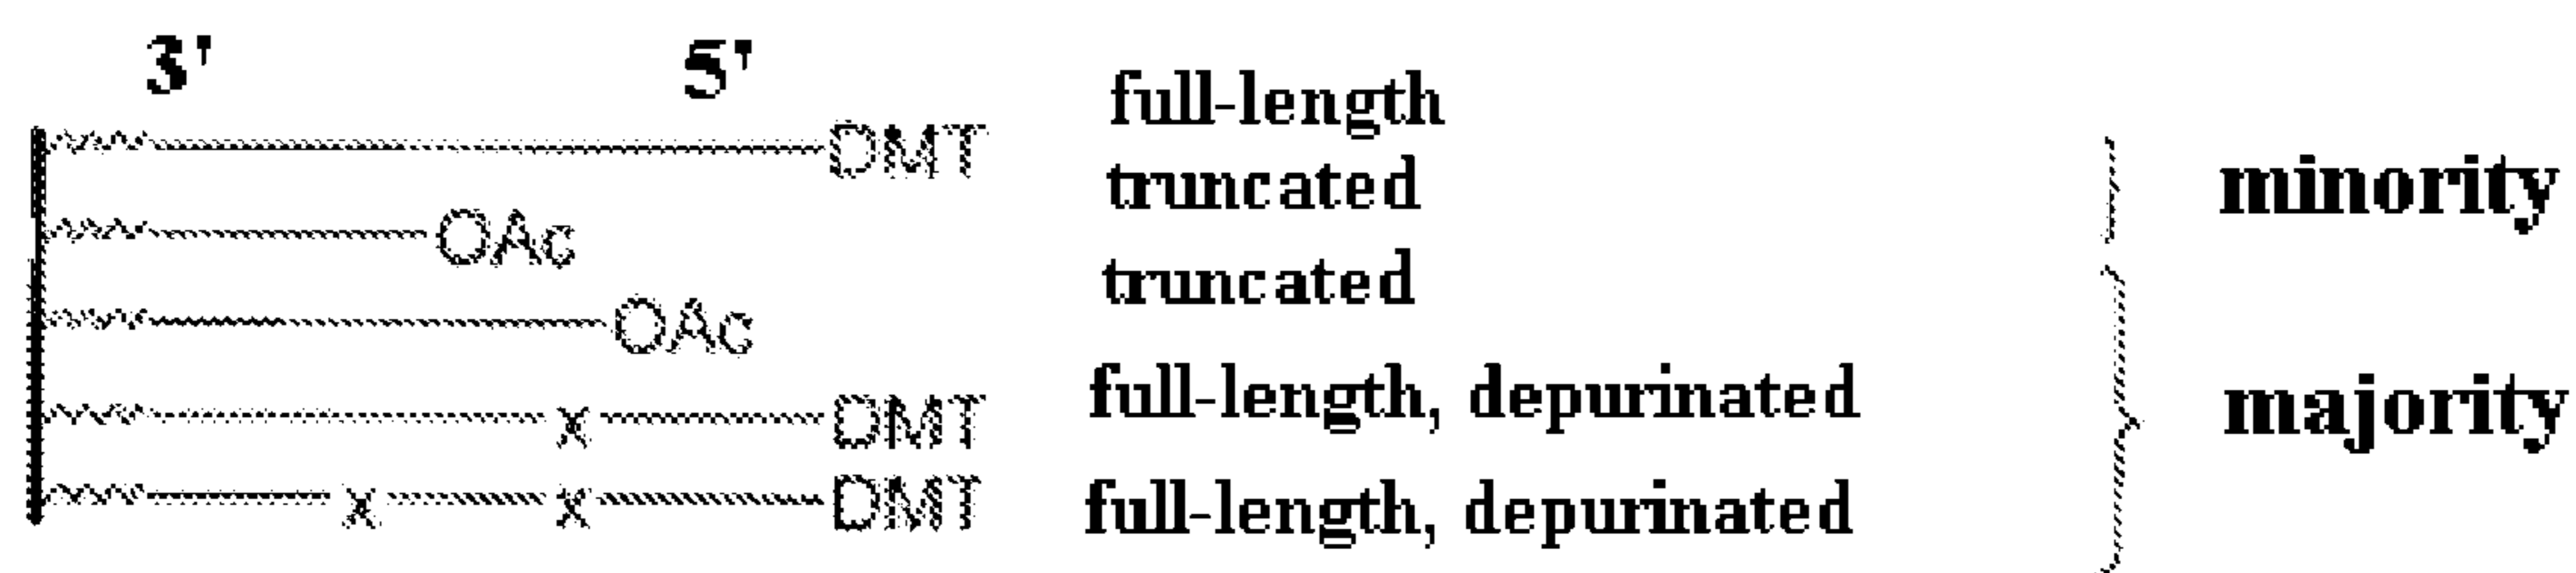 3' 5'
DMT full-length
truncated minority
OAc
OAc truncated
x DMT full-length, depurinated majority
x x DMT full-length, depurinated